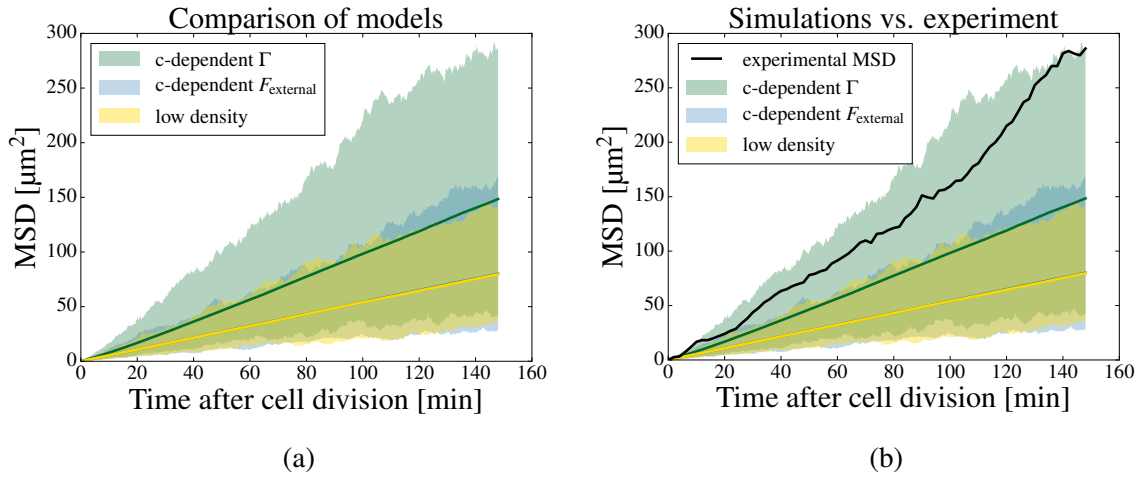 Comparison of models
300
250
200
150
100
50
0
0 20 40 60 80 100 120 140 160
MSD [μm²]
Time after cell division [min]
c-dependent Γ
c-dependent F_external
low density
(a)
Simulations vs. experiment
300
250
200
150
100
50
0
0 20 40 60 80 100 120 140 160
MSD [μm²]
Time after cell division [min]
experimental MSD
c-dependent Γ
c-dependent F_external
low density
(b)